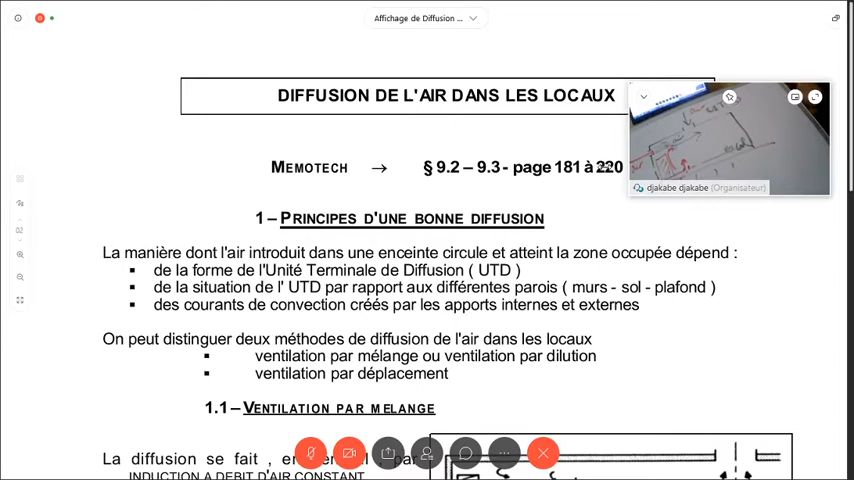 Affichage de Diffusion ...
DIFFUSION DE L'AIR DANS LES LOCAUX
MEMOTECH → § 9.2 – 9.3 - page 181 à 220
djakabe djakabe (Organisateur)
1 – PRINCIPES D'UNE BONNE DIFFUSION
La manière dont l'air introduit dans une enceinte circule et atteint la zone occupée dépend :
▪ de la forme de l'Unité Terminale de Diffusion ( UTD )
▪ de la situation de l' UTD par rapport aux différentes parois ( murs - sol - plafond )
▪ des courants de convection créés par les apports internes et externes
On peut distinguer deux méthodes de diffusion de l'air dans les locaux
▪ ventilation par mélange ou ventilation par dilution
▪ ventilation par déplacement
1.1 – VENTILATION PAR MELANGE
La diffusion se fait , par
INDUCTION A DEBIT D'AIR CONSTANT